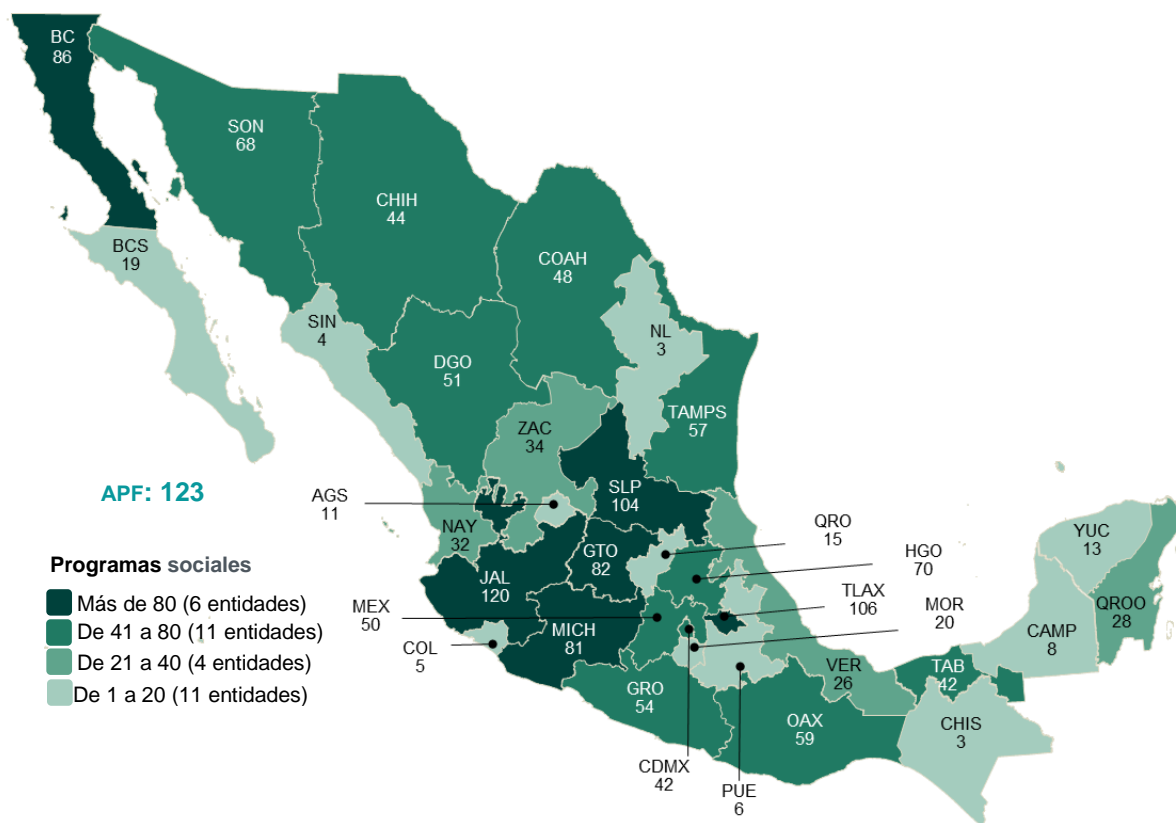 BC
86
SON
68
CHIH
44
COAH
48
BCS
19
SIN
4
NL
3
DGO
51
TAMPS
57
ZAC
34
APF: 123
AGS
11
SLP
104
NAY
32
GTO
82
QRO
15
HGO
70
YUC
13
Programas sociales
Más de 80 (6 entidades)
De 41 a 80 (11 entidades)
De 21 a 40 (4 entidades)
De 1 a 20 (11 entidades)
JAL
120
MEX
50
TLAX
106
MOR
20
QROO
28
COL
5
MICH
81
CAMP
8
VER
26
TAB
42
GRO
54
OAX
59
CHIS
3
CDMX
42
PUE
6